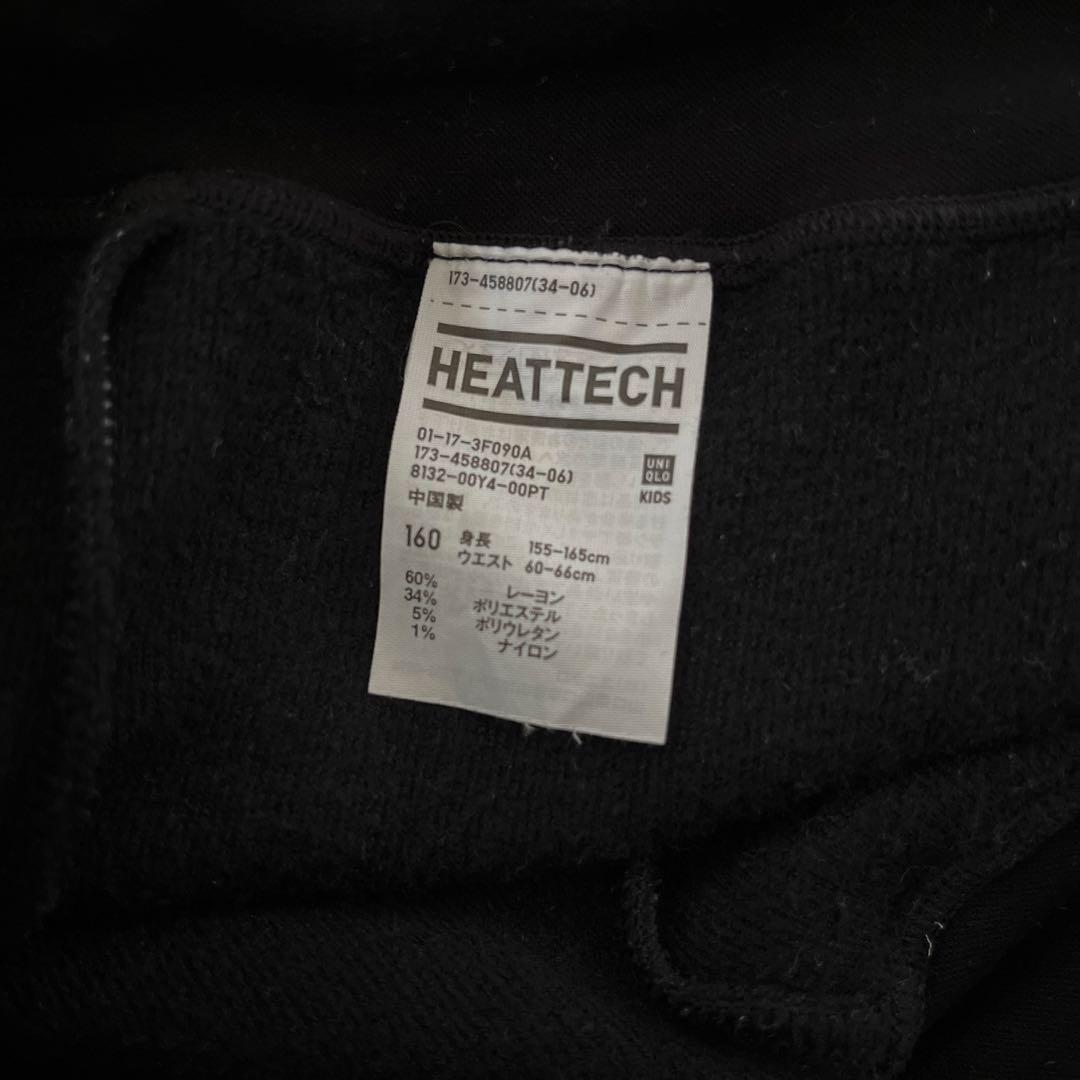 173-458807(34-06)
HEATTECH
01-17-3F090A
173-458807(34-06)
8132-00Y4-00PT
中国製
UNI
QLO
KIDS
160 身長 155-165cm
ウエスト 60-66cm
60% レーヨン
34% ポリエステル
5% ポリウレタン
1% ナイロン